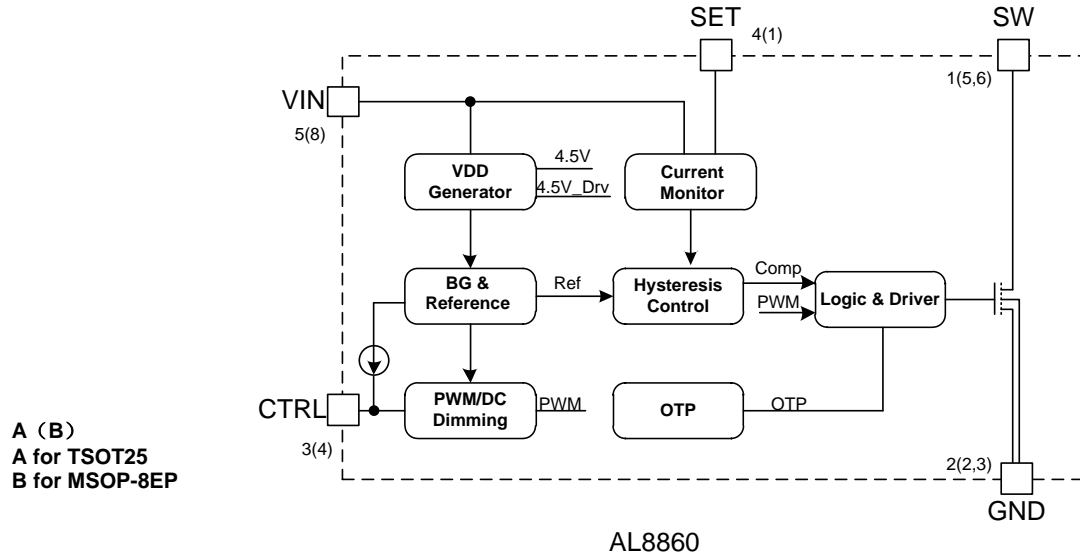 SET
SW
4(1)
1(5,6)
VIN
5(8)
VDD
Generator
4.5V
4.5V_Drv
Current
Monitor
BG &
Reference
Ref
Hysteresis
Control
Comp
PWM
Logic & Driver
CTRL
3(4)
PWM/DC
Dimming
PWM
OTP
OTP
A（B）
A for TSOT25
B for MSOP-8EP
2(2,3)
GND
AL8860